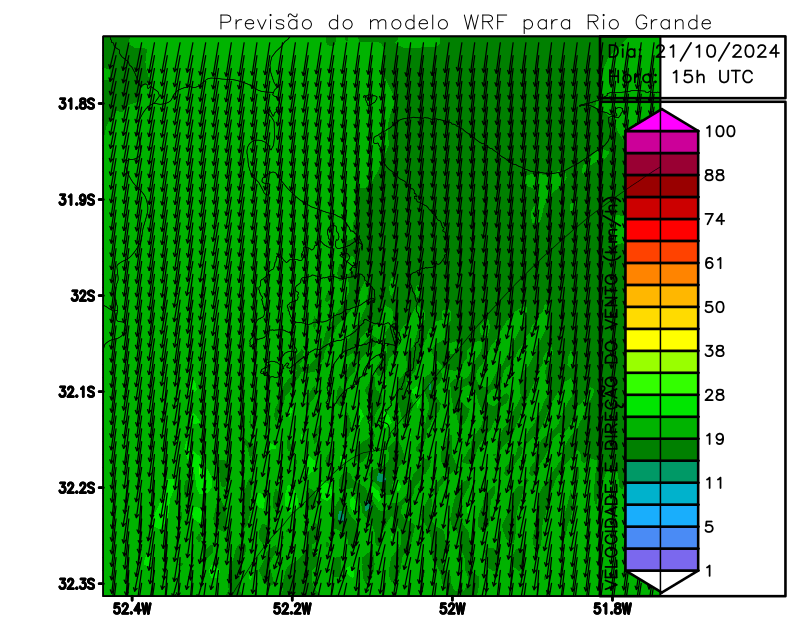 Previsão do modelo WRF para Rio Grande
Dia: 21/10/2024
Hora: 15h UTC
31.8S
31.9S
32S
32.1S
32.2S
32.3S
52.4W
52.2W
52W
51.8W
VELOCIDADE E DIREÇÃO DO VENTO (km/h)
100
88
74
61
50
38
28
19
11
5
1